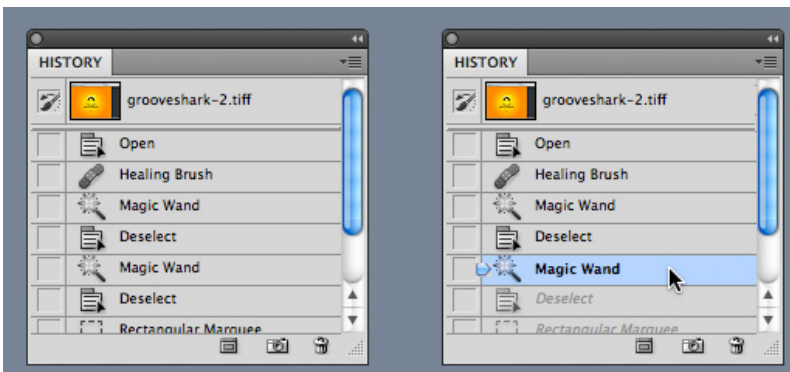 HISTORY
grooveshark-2.tiff
Open
Healing Brush
Magic Wand
Deselect
Magic Wand
Deselect
Rectangular Marquee
HISTORY
grooveshark-2.tiff
Open
Healing Brush
Magic Wand
Deselect
Magic Wand
Deselect
Rectangular Marquee